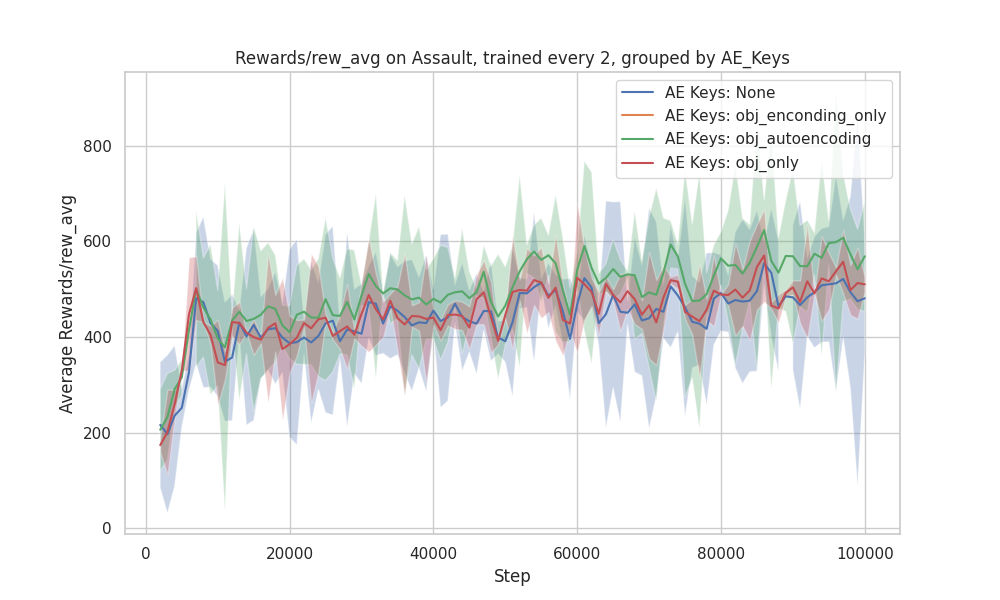 Rewards/rew_avg on Assault, trained every 2, grouped by AE_Keys
AE Keys: None
AE Keys: obj_enconding_only
AE Keys: obj_autoencoding
AE Keys: obj_only
Average Rewards/rew_avg
800
600
400
200
0
0 20000 40000 60000 80000 100000
Step